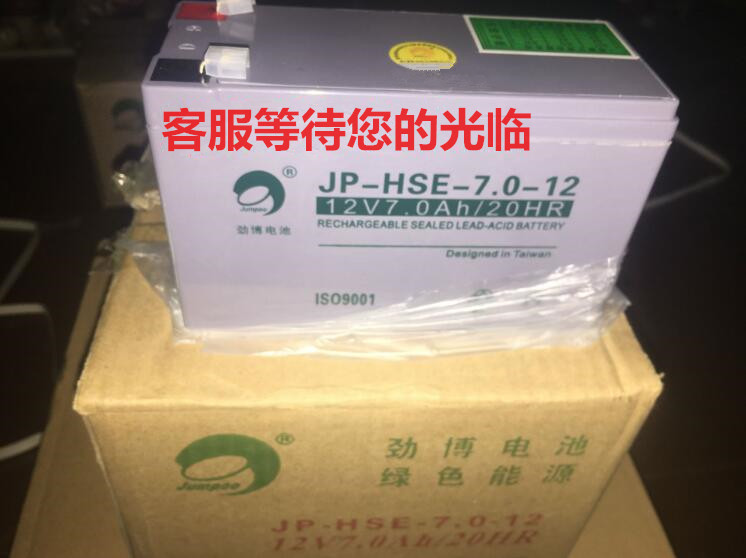 客服等待您的光临
JP-HSE-7.0-12
12V7.0Ah/20HR
RECHARGEABLE SEALED LEAD-ACID BATTERY
Designed in Taiwan
Jumpoo
®
劲博电池
ISO9001
Jumpoo
®
劲博电池
绿色能源
JP-HSE-7.0-12
12V7.0Ah/20HR